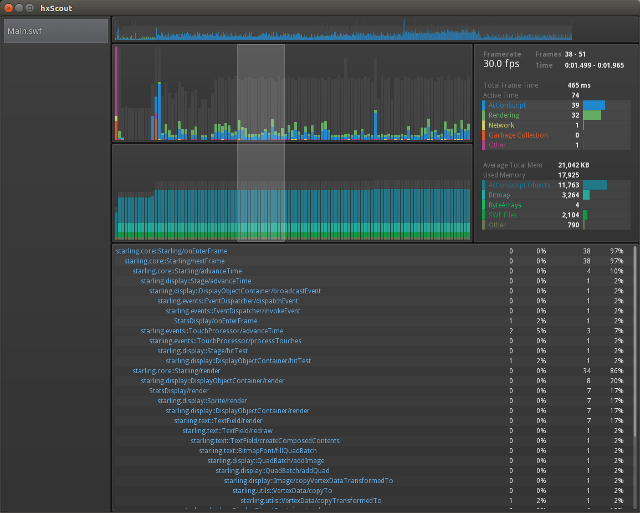 hxScout
Main.swf
Framerate Frames 38 - 51
30.0 fps Time 0:01.499 - 0:01.965
Total Frame Time 465 ms
Active Time 74
ActionScript 39
Rendering 32
Network 1
Garbage Collection 0
Other 1
Average Total Mem 21,042 KB
Used Memory 17,925
ActionScript Objects 11,763
Bitmap 3,264
ByteArrays 4
SWF Files 2,104
Other 790
starling.core::Starling/onEnterFrame 0 0% 38 97%
starling.core::Starling/nextFrame 0 0% 38 97%
starling.core::Starling/advanceTime 0 0% 4 10%
starling.display::Stage/advanceTime 0 0% 1 2%
starling.display::DisplayObjectContainer/broadcastEvent 0 0% 1 2%
starling.events::EventDispatcher/dispatchEvent 0 0% 1 2%
starling.events::EventDispatcher/invokeEvent 0 0% 1 2%
StatsDisplay/onEnterFrame 1 2% 1 2%
starling.events::TouchProcessor/advanceTime 2 5% 3 7%
starling.events::TouchProcessor/processTouches 0 0% 1 2%
starling.display::Stage/hitTest 0 0% 1 2%
starling.display::DisplayObjectContainer/hitTest 1 2% 1 2%
starling.core::Starling/render 0 0% 34 86%
starling.display::DisplayObjectContainer/render 0 0% 8 20%
StatsDisplay/render 0 0% 7 17%
starling.display::Sprite/render 0 0% 7 17%
starling.display::DisplayObjectContainer/render 0 0% 7 17%
starling.text::TextField/render 0 0% 7 17%
starling.text::TextField/redraw 0 0% 1 2%
starling.text::TextField/createComposedContents 0 0% 1 2%
starling.text::BitmapFont/fillQuadBatch 0 0% 1 2%
starling.display::QuadBatch/addImage 0 0% 1 2%
starling.display::QuadBatch/addQuad 0 0% 1 2%
starling.display::Image/copyVertexDataTransformedTo 0 0% 1 2%
starling.utils::VertexData/copyTo 0 0% 1 2%
starling.utils::VertexData/copyTransformedTo 1 2% 1 2%